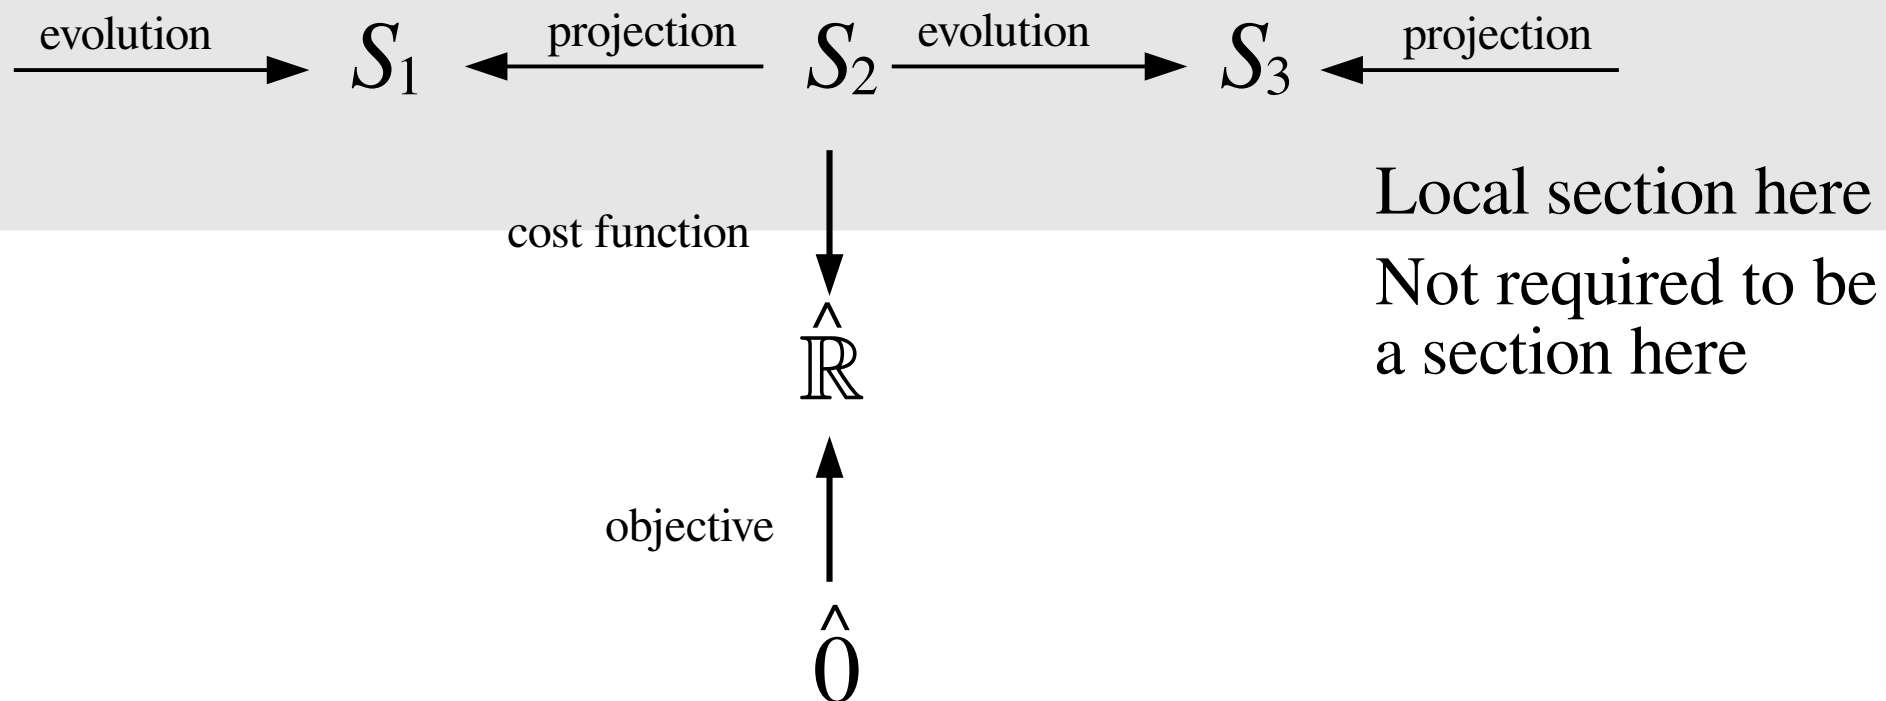 evolution S₁ projection S₂ evolution S₃ projection
Local section here
cost function
Not required to be
a section here
ℝ̂
objective
0̂